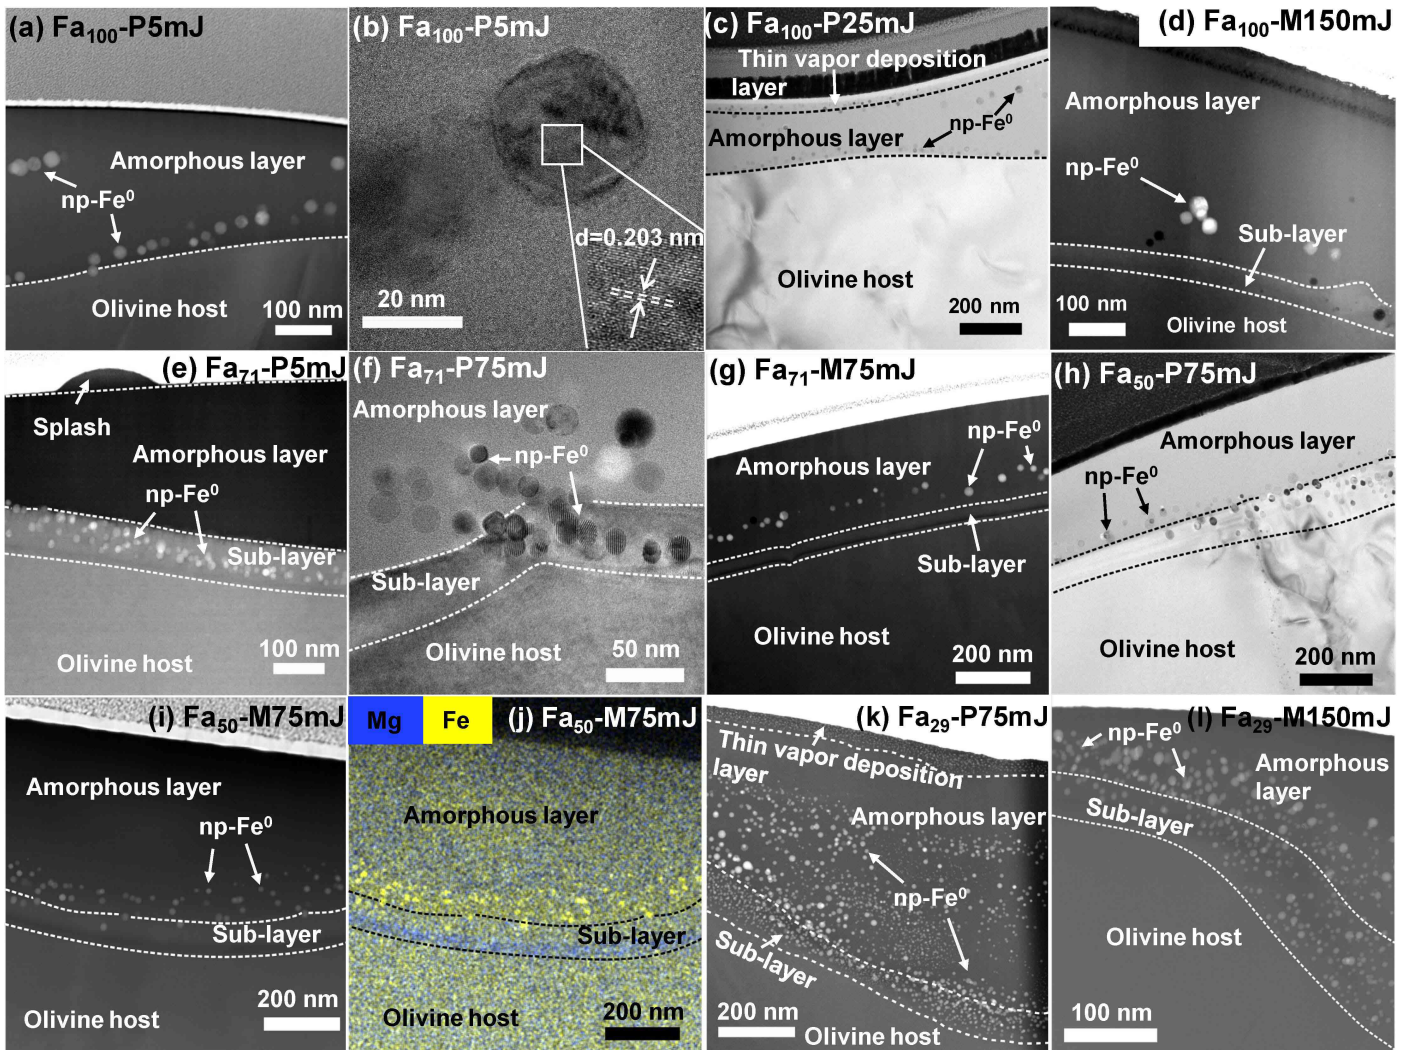 (a) Fa₁₀₀-P5mJ
Amorphous layer
np-Fe⁰
Olivine host
100 nm
(b) Fa₁₀₀-P5mJ
d=0.203 nm
20 nm
(c) Fa₁₀₀-P25mJ
Thin vapor deposition
layer
np-Fe⁰
Amorphous layer
Olivine host
200 nm
(d) Fa₁₀₀-M150mJ
Amorphous layer
np-Fe⁰
Sub-layer
100 nm
Olivine host
(e) Fa₇₁-P5mJ
Splash
Amorphous layer
np-Fe⁰
Sub-layer
Olivine host
100 nm
(f) Fa₇₁-P75mJ
Amorphous layer
np-Fe⁰
Sub-layer
Olivine host
50 nm
(g) Fa₇₁-M75mJ
np-Fe⁰
Amorphous layer
Sub-layer
Olivine host
200 nm
(h) Fa₅₀-P75mJ
Amorphous layer
np-Fe⁰
Olivine host
200 nm
(i) Fa₅₀-M75mJ
Amorphous layer
np-Fe⁰
Sub-layer
200 nm
Olivine host
Mg Fe (j) Fa₅₀-M75mJ
Amorphous layer
Sub-layer
Olivine host
200 nm
(k) Fa₂₉-P75mJ
Thin vapor deposition
layer
Amorphous layer
np-Fe⁰
Sub-layer
200 nm
Olivine host
(l) Fa₂₉-M150mJ
np-Fe⁰
Amorphous
layer
Sub-layer
Olivine host
100 nm